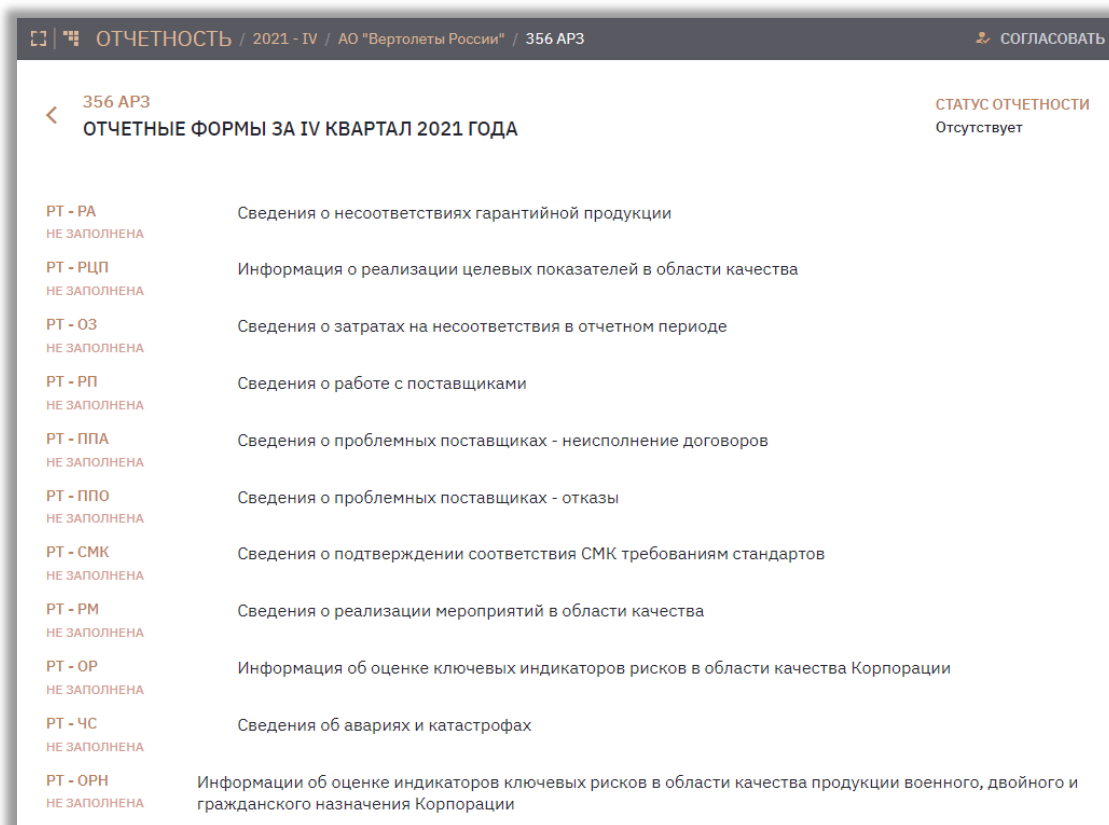 ОТЧЕТНОСТЬ / 2021 - IV / АО "Вертолеты России" / 356 АРЗ СОГЛАСОВАТЬ
356 АРЗ
ОТЧЕТНЫЕ ФОРМЫ ЗА IV КВАРТАЛ 2021 ГОДА
СТАТУС ОТЧЕТНОСТИ
Отсутствует
РТ - РА Сведения о несоответствиях гарантийной продукции
НЕ ЗАПОЛНЕНА
РТ - РЦП Информация о реализации целевых показателей в области качества
НЕ ЗАПОЛНЕНА
РТ - ОЗ Сведения о затратах на несоответствия в отчетном периоде
НЕ ЗАПОЛНЕНА
РТ - РП Сведения о работе с поставщиками
НЕ ЗАПОЛНЕНА
РТ - ППА Сведения о проблемных поставщиках - неисполнение договоров
НЕ ЗАПОЛНЕНА
РТ - ППО Сведения о проблемных поставщиках - отказы
НЕ ЗАПОЛНЕНА
РТ - СМК Сведения о подтверждении соответствия СМК требованиям стандартов
НЕ ЗАПОЛНЕНА
РТ - РМ Сведения о реализации мероприятий в области качества
НЕ ЗАПОЛНЕНА
РТ - ОР Информация об оценке ключевых индикаторов рисков в области качества Корпорации
НЕ ЗАПОЛНЕНА
РТ - ЧС Сведения об авариях и катастрофах
НЕ ЗАПОЛНЕНА
РТ - ОРН Информации об оценке индикаторов ключевых рисков в области качества продукции военного, двойного и
НЕ ЗАПОЛНЕНА гражданского назначения Корпорации